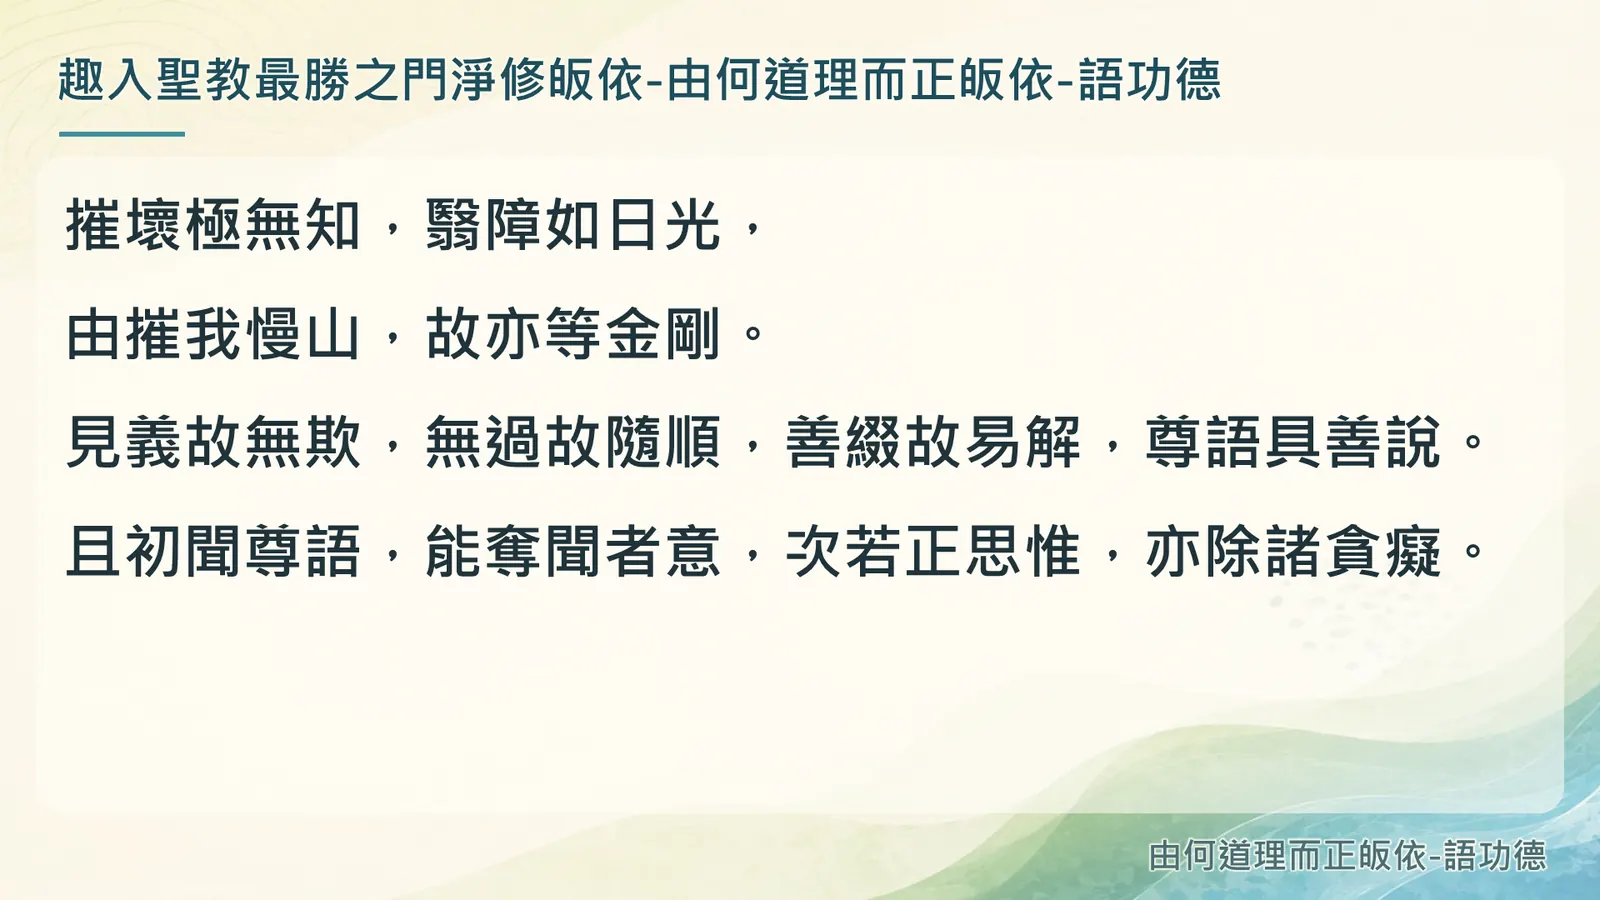 趣入聖教最勝之門淨修皈依-由何道理而正皈依-語功德
摧壞極無知，翳障如日光，
由摧我慢山，故亦等金剛。
見義故無欺，無過故隨順，善綴故易解，尊語具善說。
且初聞尊語，能奪聞者意，次若正思惟，亦除諸貪癡。
由何道理而正皈依-語功德